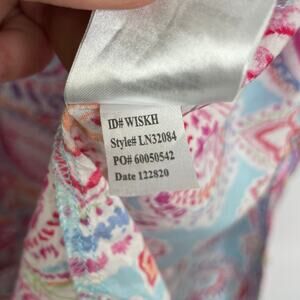 ID# WISKH
Style# LN32084
PO# 60050542
Date 122820